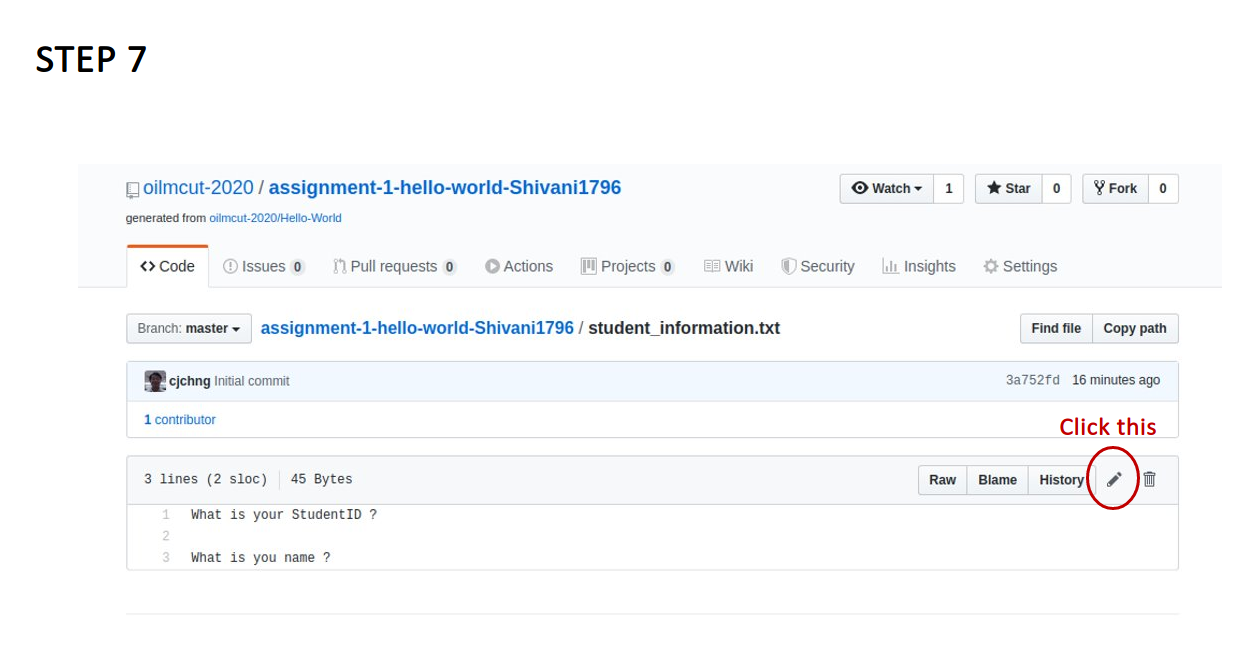 STEP 7
oilmcut-2020 / assignment-1-hello-world-Shivani1796 Watch 1 Star 0 Fork 0
generated from oilmcut-2020/Hello-World
<> Code Issues 0 Pull requests 0 Actions Projects 0 Wiki Security Insights Settings
Branch: master assignment-1-hello-world-Shivani1796 / student_information.txt Find file Copy path
cjchng Initial commit 3a752fd 16 minutes ago
1 contributor
Click this
3 lines (2 sloc) 45 Bytes Raw Blame History
1 What is your StudentID ?
2
3 What is you name ?